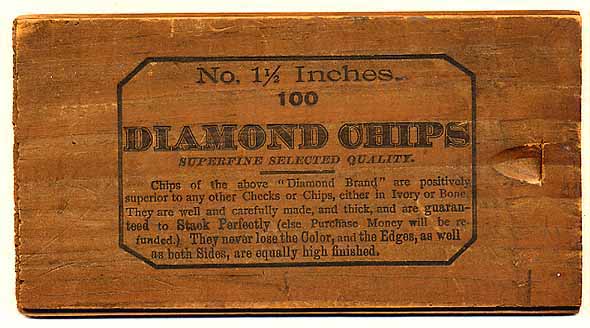 No. 1½ Inches.
100
DIAMOND CHIPS
SUPERFINE SELECTED QUALITY.
Chips of the above "Diamond Brand" are positively
superior to any other Checks or Chips, either in Ivory or Bone.
They are well and carefully made, and thick, and are guaran-
teed to Stack Perfectly (else Purchase Money will be re-
funded.) They never lose the Color, and the Edges, as well
as both Sides, are equally high finished.